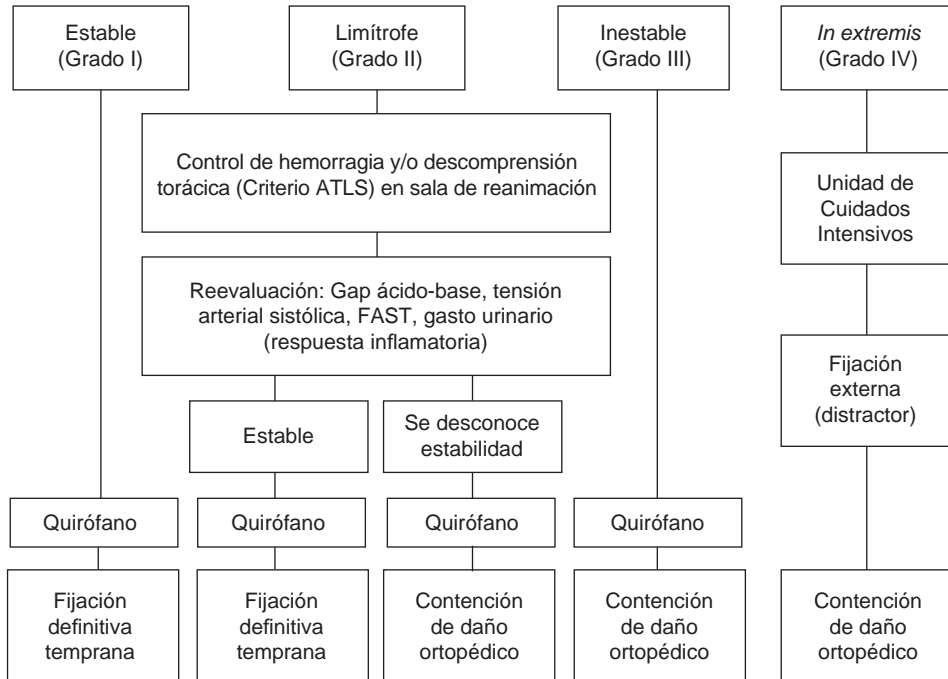 Estable
(Grado I)
Limítrofe
(Grado II)
Inestable
(Grado III)
In extremis
(Grado IV)
Control de hemorragia y/o descomprensión
torácica (Criterio ATLS) en sala de reanimación
Unidad de
Cuidados
Intensivos
Reevaluación: Gap ácido-base, tensión
arterial sistólica, FAST, gasto urinario
(respuesta inflamatoria)
Fijación
externa
(distractor)
Estable
Se desconoce
estabilidad
Quirófano
Quirófano
Quirófano
Quirófano
Fijación
definitiva
temprana
Fijación
definitiva
temprana
Contención
de daño
ortopédico
Contención
de daño
ortopédico
Contención
de daño
ortopédico